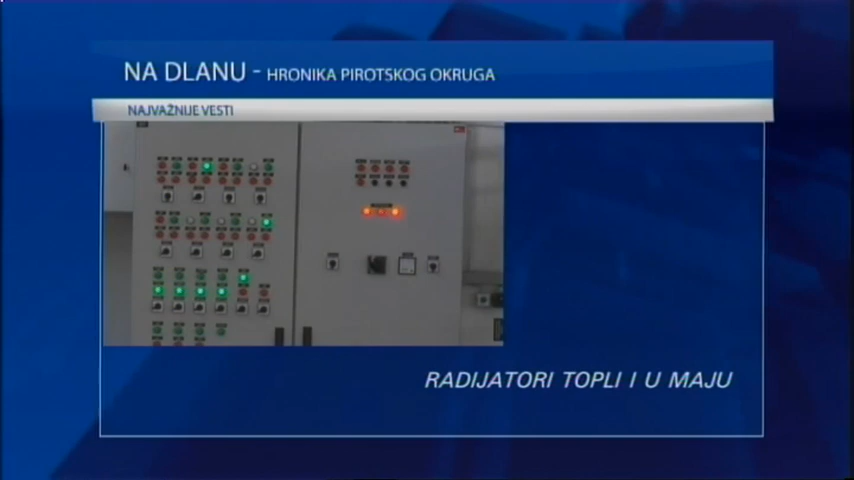 NA DLANU - HRONIKA PIROTSKOG OKRUGA
NAJVAŽNIJE VESTI
RADIJATORI TOPLI I U MAJU